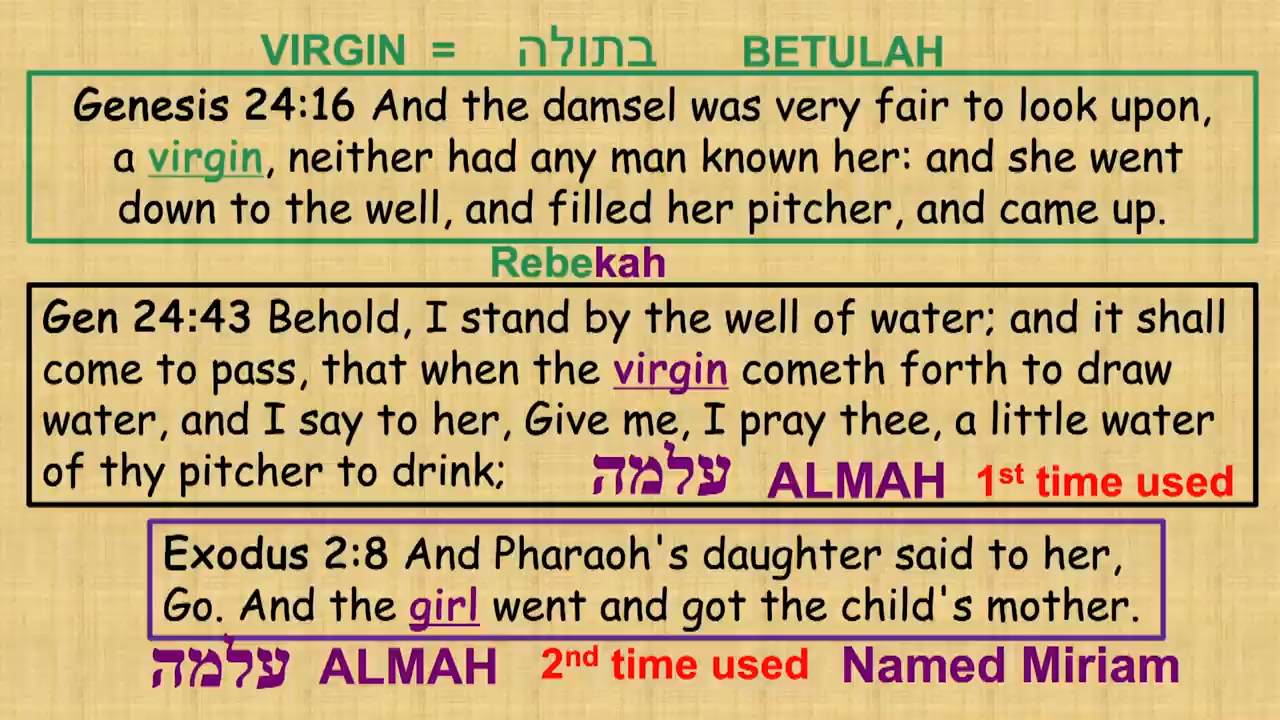 VIRGIN = בתולה BETULAH
Genesis 24:16 And the damsel was very fair to look upon,
a virgin, neither had any man known her: and she went
down to the well, and filled her pitcher, and came up.
Rebekah
Gen 24:43 Behold, I stand by the well of water; and it shall
come to pass, that when the virgin cometh forth to draw
water, and I say to her, Give me, I pray thee, a little water
of thy pitcher to drink; עלמה ALMAH 1st time used
Exodus 2:8 And Pharaoh's daughter said to her,
Go. And the girl went and got the child's mother.
עלמה ALMAH 2nd time used Named Miriam